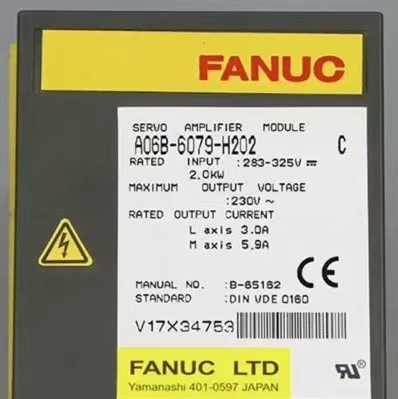 FANUC
SERVO AMPLIFIER MODULE
A06B-6079-H202 C
RATED INPUT :283-325V ⎓
2.0KW
MAXIMUM OUTPUT VOLTAGE
:230V ~
RATED OUTPUT CURRENT
L axis 3.0A
M axis 5.9A
MANUAL NO. :B-65162
STANDARD :DIN VDE 0160
CE
V17X34753
FANUC LTD
Yamanashi 401-0597 JAPAN